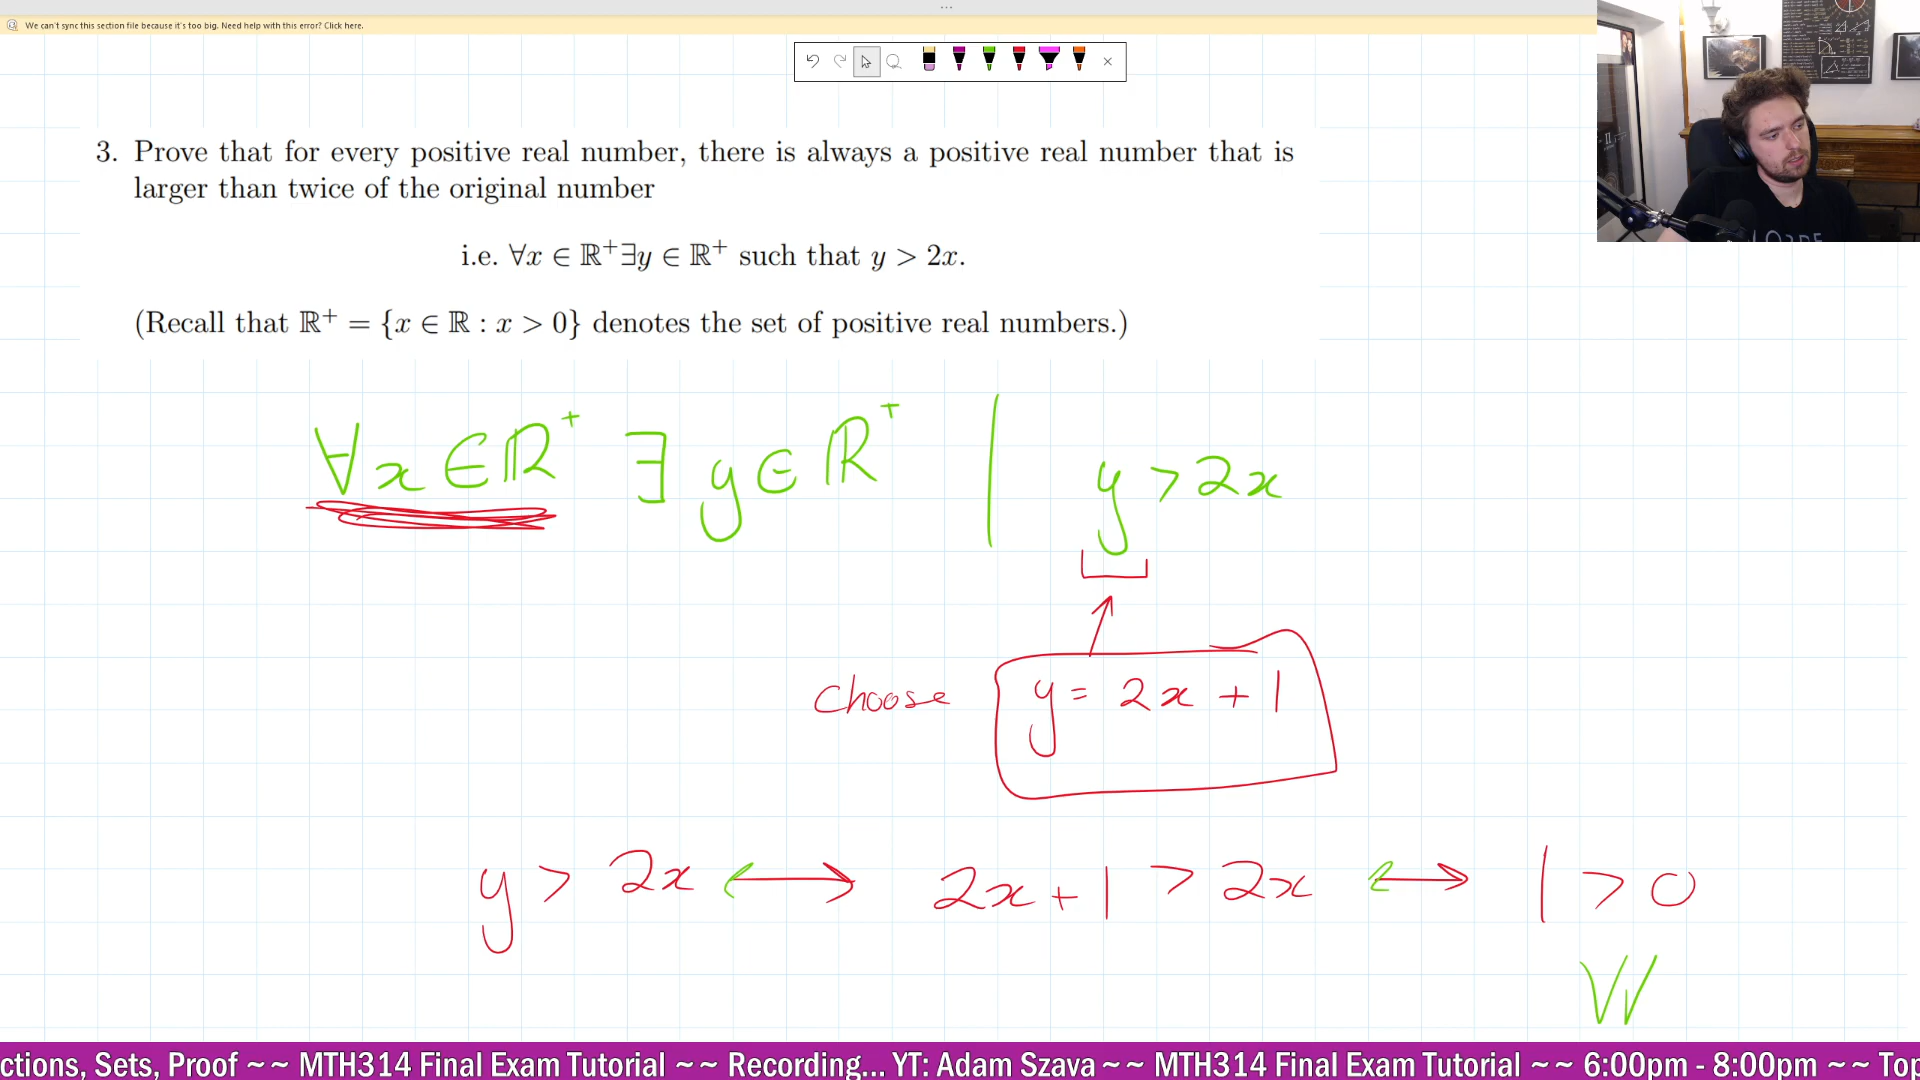 We can't sync this section file because it's too big. Need help with this error? Click here.
3. Prove that for every positive real number, there is always a positive real number that is
larger than twice of the original number
i.e. ∀x ∈ ℝ⁺∃y ∈ ℝ⁺ such that y > 2x.
(Recall that ℝ⁺ = {x ∈ ℝ : x > 0} denotes the set of positive real numbers.)
∀x ∈ ℝ⁺ ∃ y ∈ ℝ⁺ | y > 2x
choose y = 2x + 1
y > 2x ⟷ 2x + 1 > 2x ⟷ 1 > 0
ctions, Sets, Proof ~ ~ MTH314 Final Exam Tutorial ~ ~ Recording... YT: Adam Szava ~ ~ MTH314 Final Exam Tutorial ~ ~ 6:00pm - 8:00pm ~ ~ Top